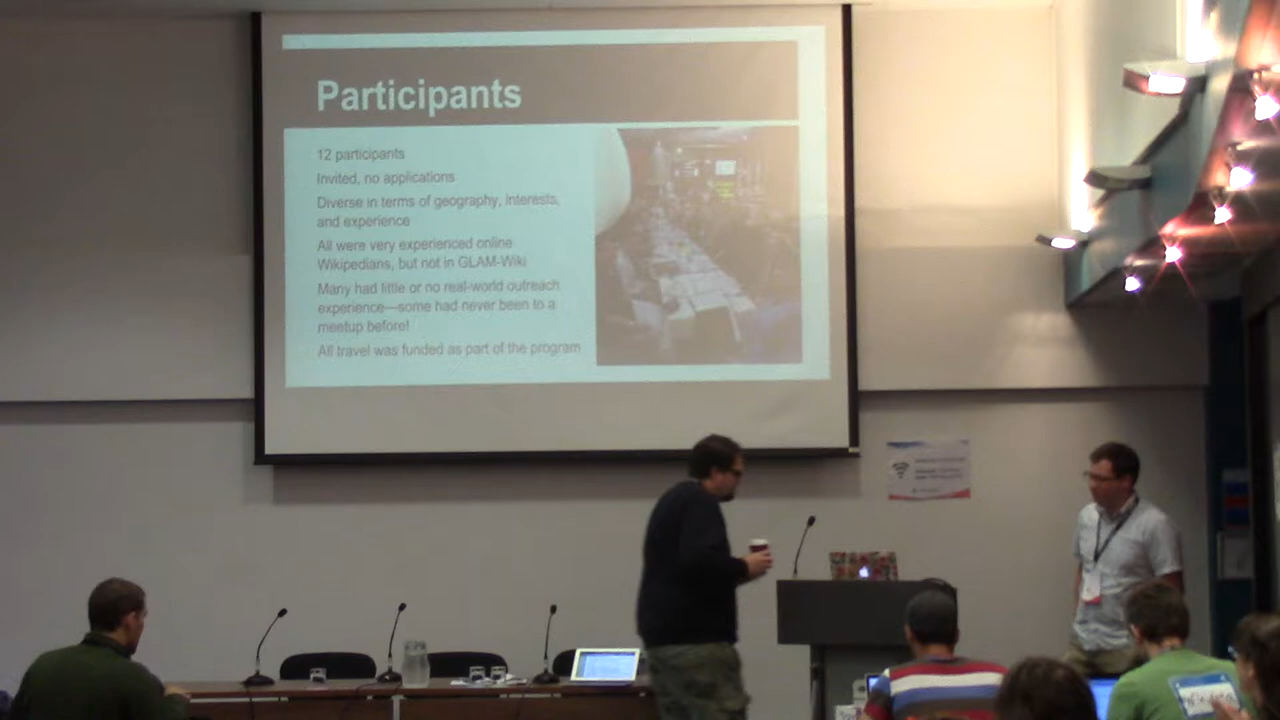 Participants
12 participants
Invited, no applications
Diverse in terms of geography, interests,
and experience
All were very experienced online
Wikipedians, but not in GLAM-Wiki
Many had little or no real-world outreach
experience—some had never been to a
meetup before!
All travel was funded as part of the program